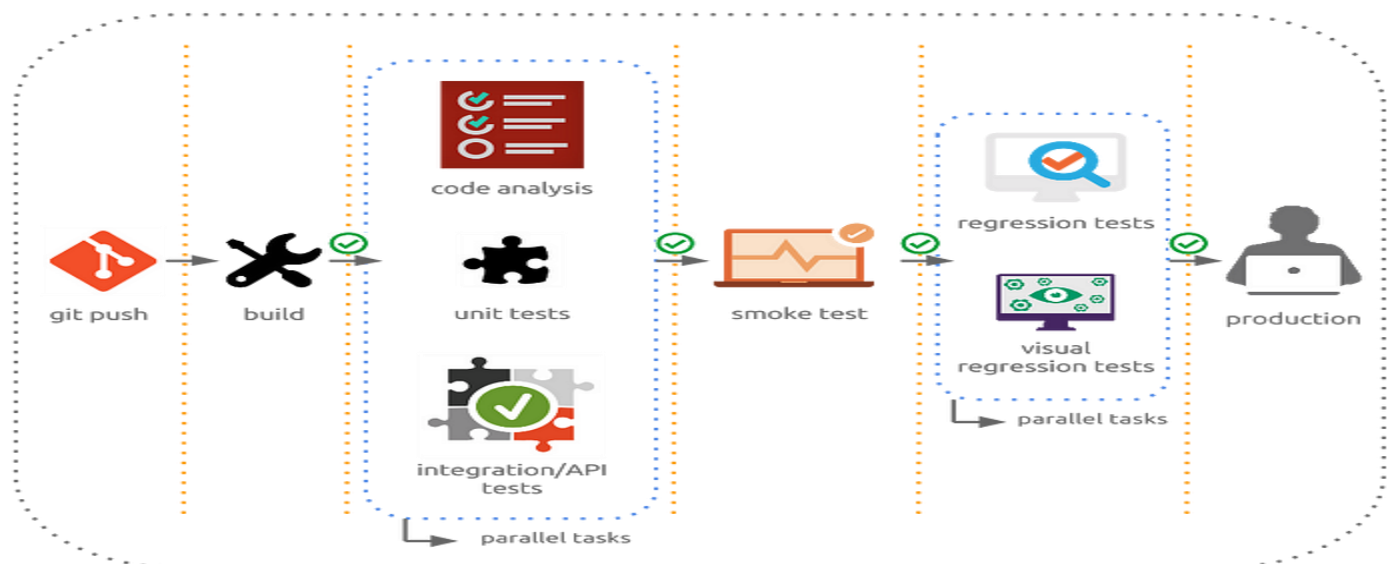 git push
build
code analysis
unit tests
integration/API
tests
parallel tasks
smoke test
regression tests
visual
regression tests
parallel tasks
production